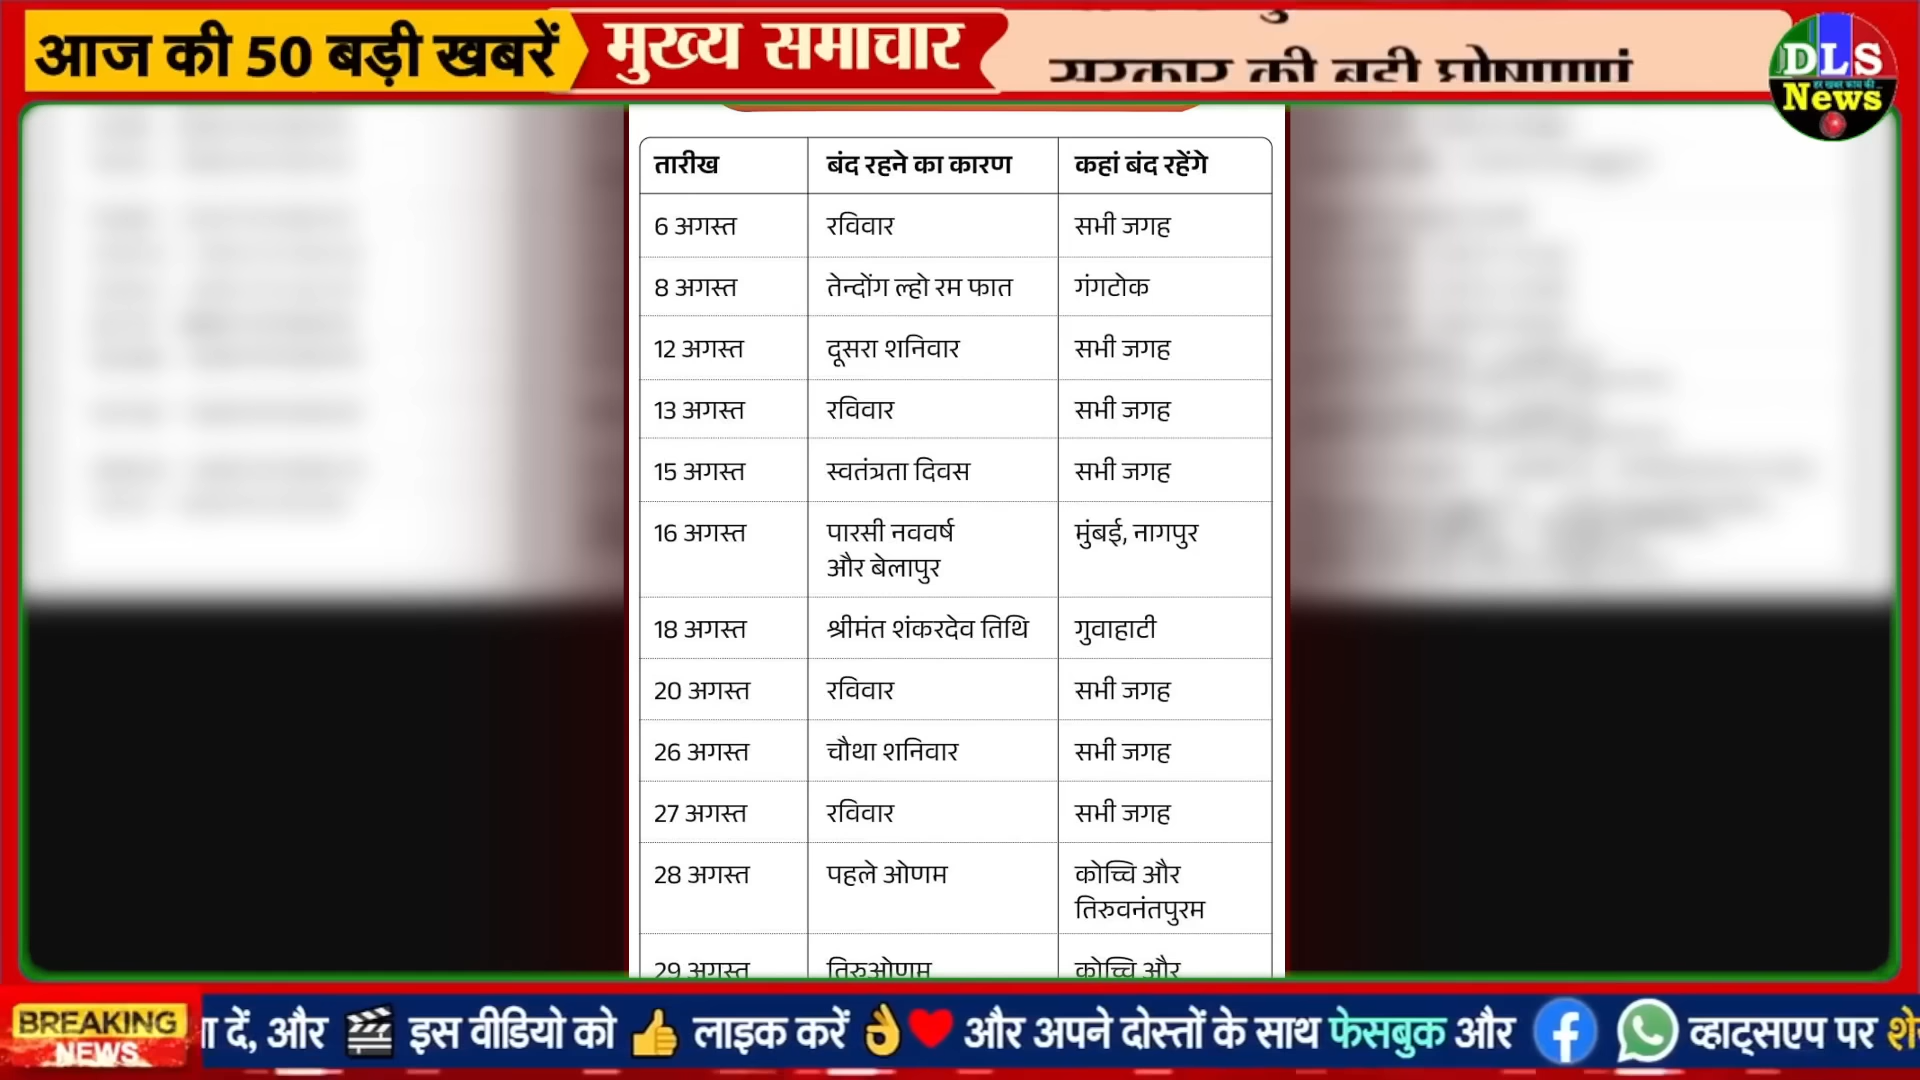 आज की 50 बड़ी खबरें
मुख्य समाचार
DLS
News
तारीख बंद रहने का कारण कहां बंद रहेंगे
6 अगस्त रविवार सभी जगह
8 अगस्त तेन्दोंग ल्हो रम फात गंगटोक
12 अगस्त दूसरा शनिवार सभी जगह
13 अगस्त रविवार सभी जगह
15 अगस्त स्वतंत्रता दिवस सभी जगह
16 अगस्त पारसी नववर्ष मुंबई, नागपुर
और बेलापुर
18 अगस्त श्रीमंत शंकरदेव तिथि गुवाहाटी
20 अगस्त रविवार सभी जगह
26 अगस्त चौथा शनिवार सभी जगह
27 अगस्त रविवार सभी जगह
28 अगस्त पहले ओणम कोच्चि और
तिरुवनंतपुरम
29 अगस्त तिरुओणम कोच्चि और
BREAKING
NEWS
दें, और इस वीडियो को लाइक करें और अपने दोस्तों के साथ फेसबुक और व्हाट्सएप पर